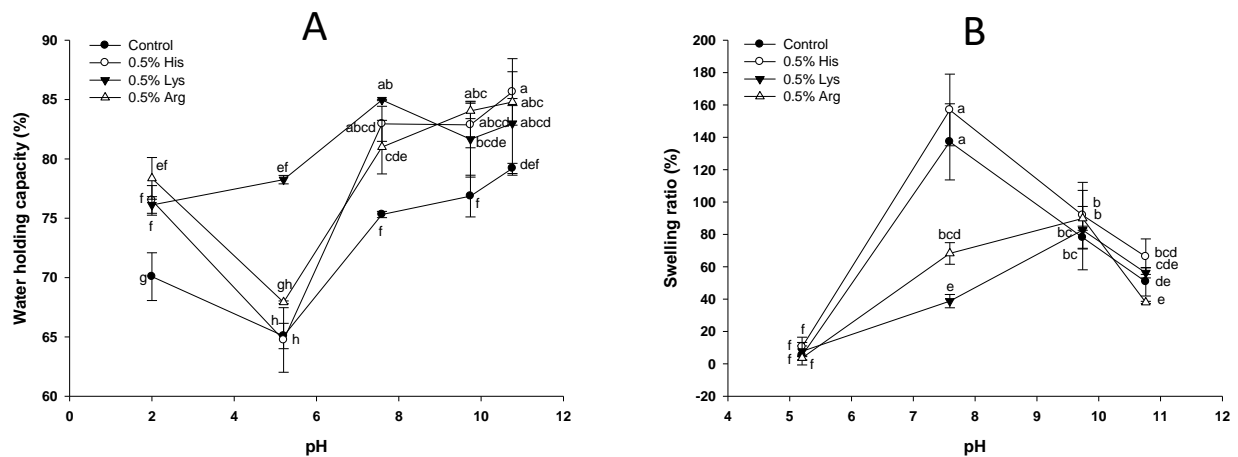 A
Control
0.5% His
0.5% Lys
0.5% Arg
Water holding capacity (%)
90
85
80
75
70
65
60
0 2 4 6 8 10 12
pH
ef
f
f
g
ef
gh
h
h
ab
abcd
cde
f
abc
abcd
bcde
f
a
abc
abcd
def
B
Control
0.5% His
0.5% Lys
0.5% Arg
Swelling ratio (%)
200
180
160
140
120
100
80
60
40
20
0
-20
4 5 6 7 8 9 10 11 12
pH
f
f
f
f
a
a
bcd
e
b
b
bc
bc
bcd
cde
de
e